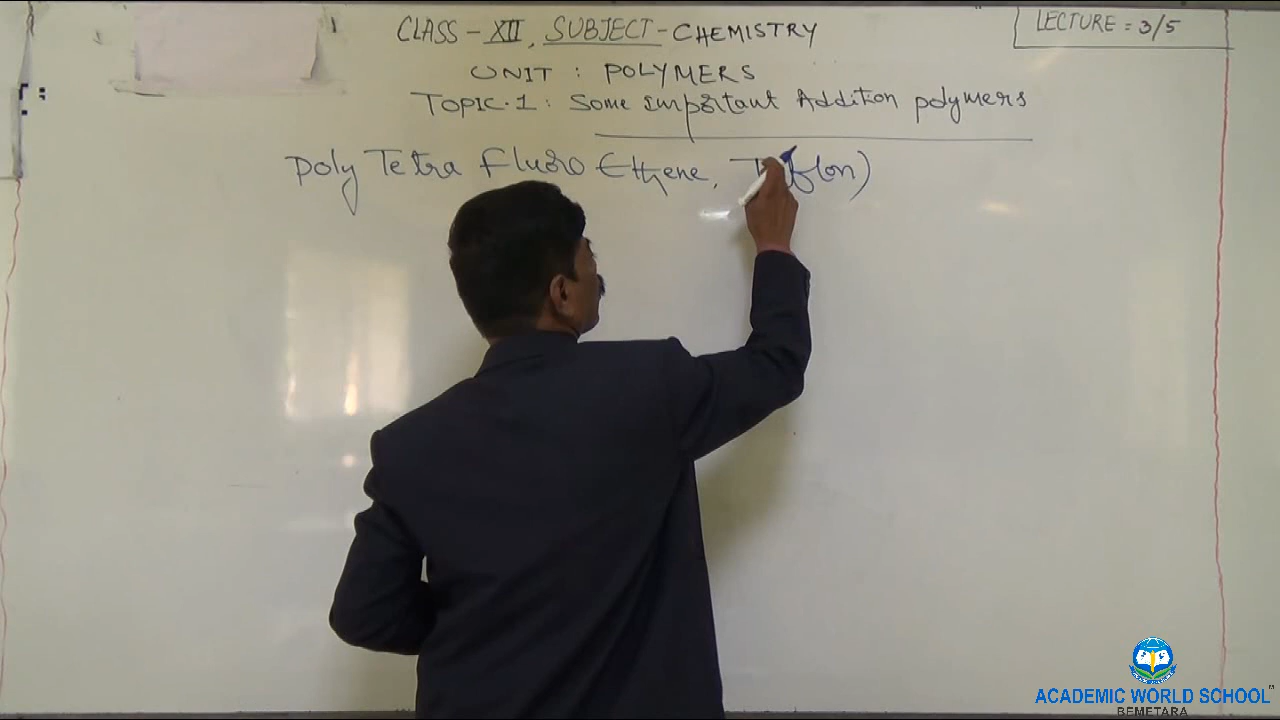 CLASS - XII, SUBJECT - CHEMISTRY
LECTURE = 3/5
UNIT : POLYMERS
TOPIC.1 : Some important Addition polymers
Poly Tetra Fluoro Ethene, flon)
ACADEMIC WORLD SCHOOL
BEMETARA